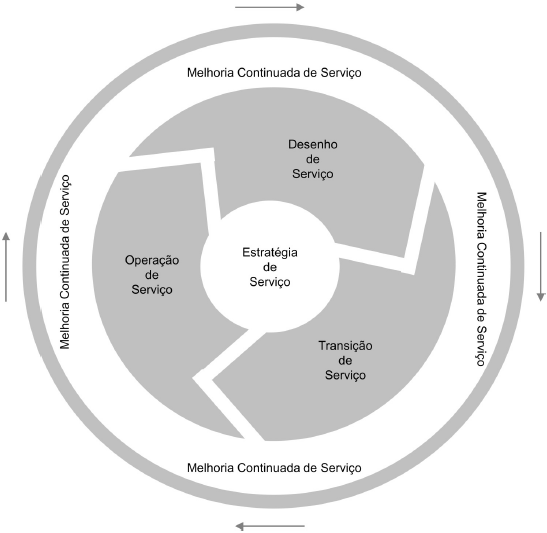 Melhoria Continuada de Serviço
Desenho
de
Serviço
Melhoria Continuada de Serviço
Melhoria Continuada de Serviço
Operação
de
Serviço
Estratégia
de
Serviço
Transição
de
Serviço
Melhoria Continuada de Serviço